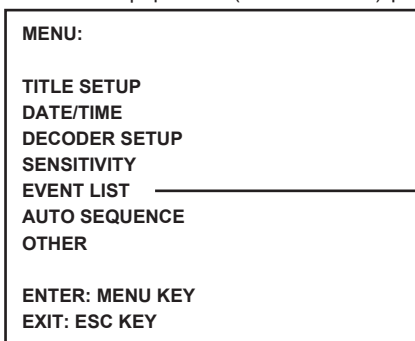 MENU:
TITLE SETUP
DATE/TIME
DECODER SETUP
SENSITIVITY
EVENT LIST
AUTO SEQUENCE
OTHER
ENTER: MENU KEY
EXIT: ESC KEY